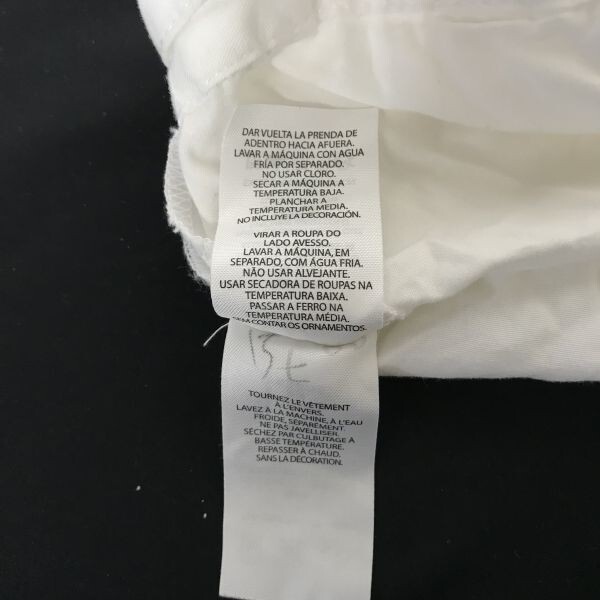 DAR VUELTA LA PRENDA DE
ADENTRO HACIA AFUERA.
LAVAR A MÁQUINA CON AGUA
FRÍA POR SEPARADO.
NO USAR CLORO.
SECAR A MÁQUINA A
TEMPERATURA BAJA.
PLANCHAR A
TEMPERATURA MEDIA.
NO INCLUYE LA DECORACIÓN.
VIRAR A ROUPA DO
LADO AVESSO.
LAVAR A MÁQUINA, EM
SEPARADO, COM ÁGUA FRIA.
NÃO USAR ALVEJANTE.
USAR SECADORA DE ROUPAS NA
TEMPERATURA BAIXA.
PASSAR A FERRO NA
TEMPERATURA MÉDIA.
SEM CONTAR OS ORNAMENTOS.
TOURNEZ LE VÊTEMENT
À L'ENVERS.
LAVEZ À LA MACHINE, À L'EAU
FROIDE, SÉPARÉMENT.
NE PAS JAVELLISER.
SÉCHEZ PAR CULBUTAGE A
BASSE TEMPÉRATURE.
REPASSER À CHAUD.
SANS LA DÉCORATION.